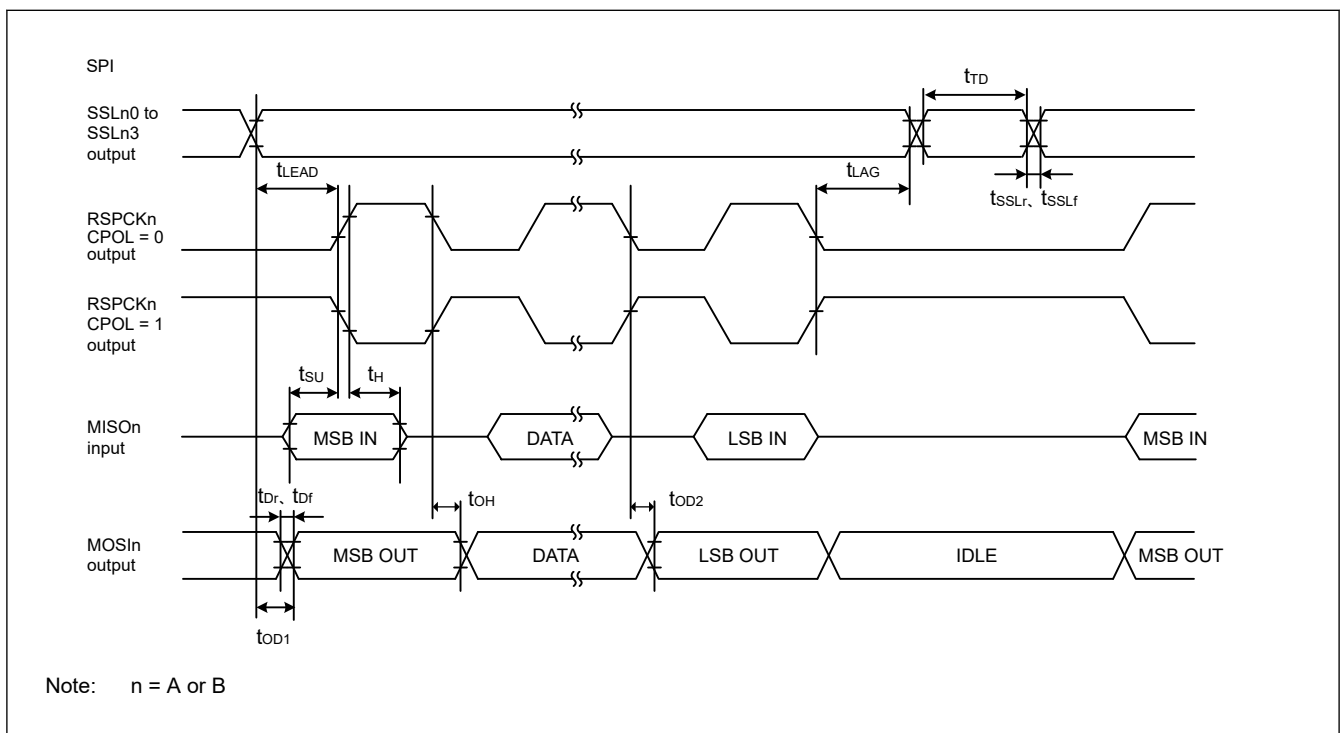 SPI
tTD
SSLn0 to
SSLn3
output
tLEAD
tLAG
tSSLr、tSSLf
RSPCKn
CPOL = 0
output
RSPCKn
CPOL = 1
output
tSU
tH
MISOn
input
MSB IN
DATA
LSB IN
MSB IN
tDr、tDf
tOH
tOD2
MOSIn
output
MSB OUT
DATA
LSB OUT
IDLE
MSB OUT
tOD1
Note: n = A or B